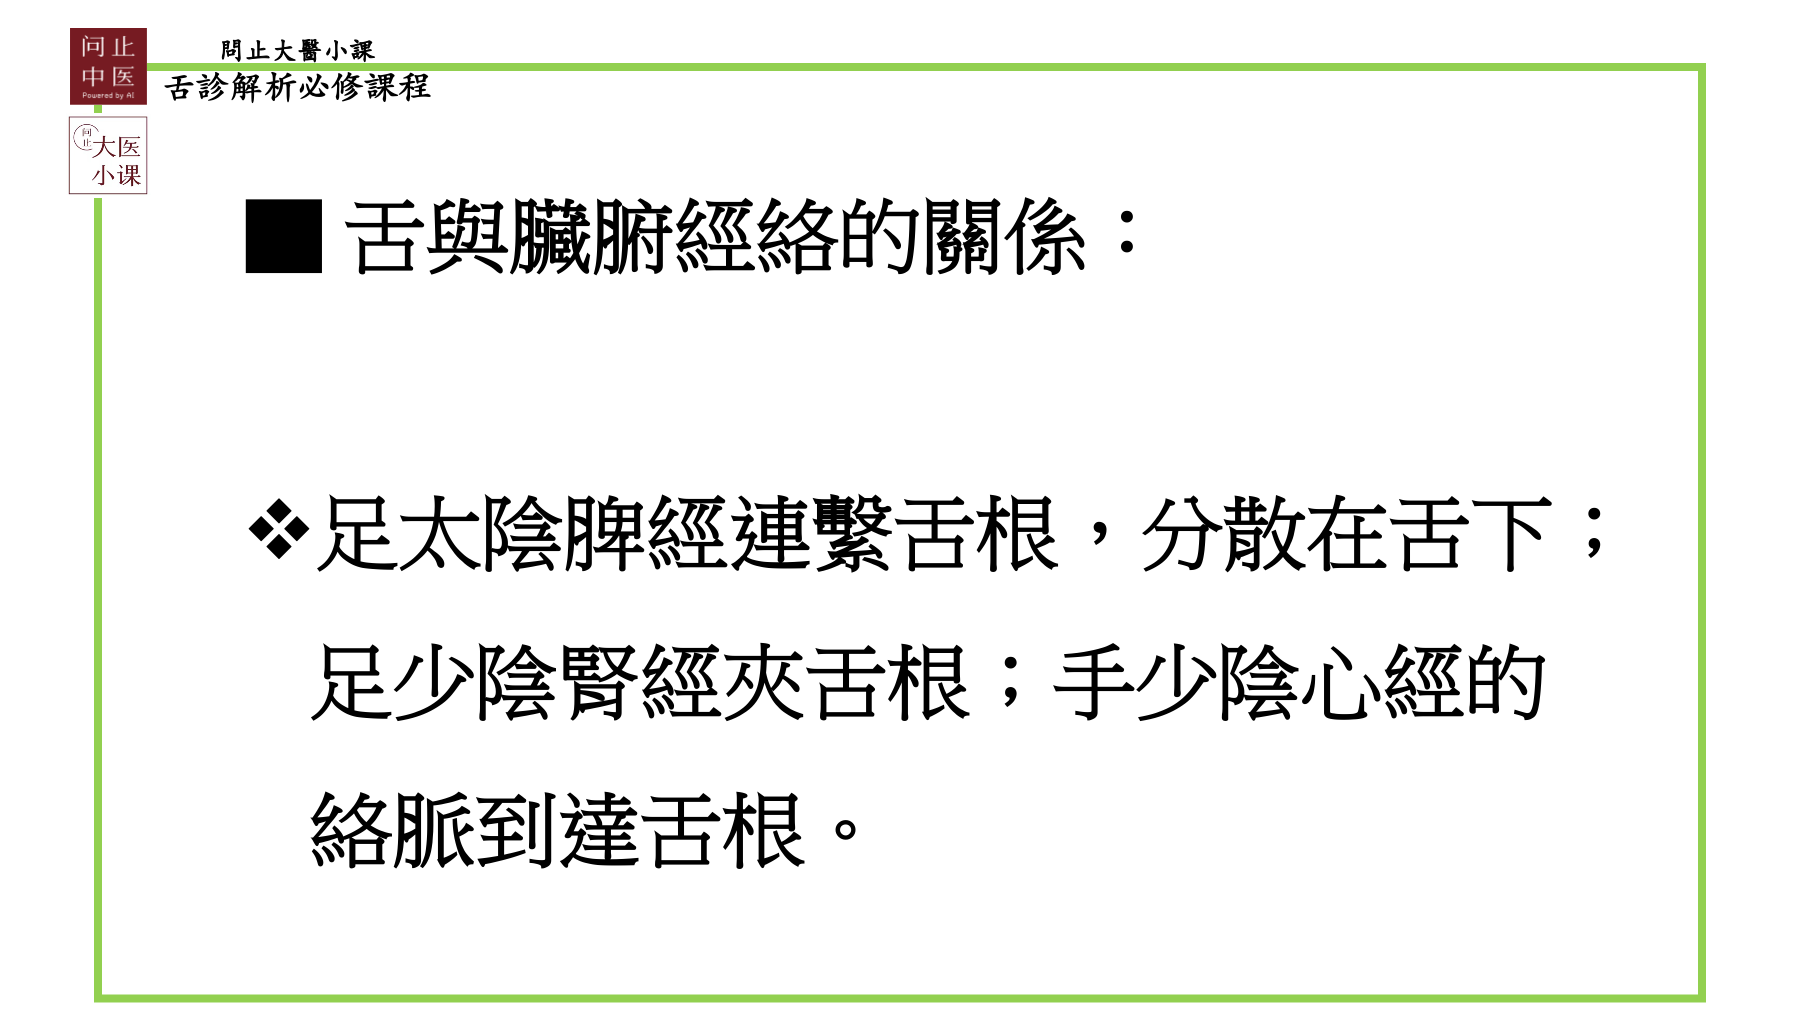 问止
中医
Powered by AI
問止大醫小課
舌診解析必修課程
问止
大医
小课
■ 舌與臟腑經絡的關係：
❖足太陰脾經連繫舌根，分散在舌下；
足少陰腎經夾舌根；手少陰心經的
絡脈到達舌根。